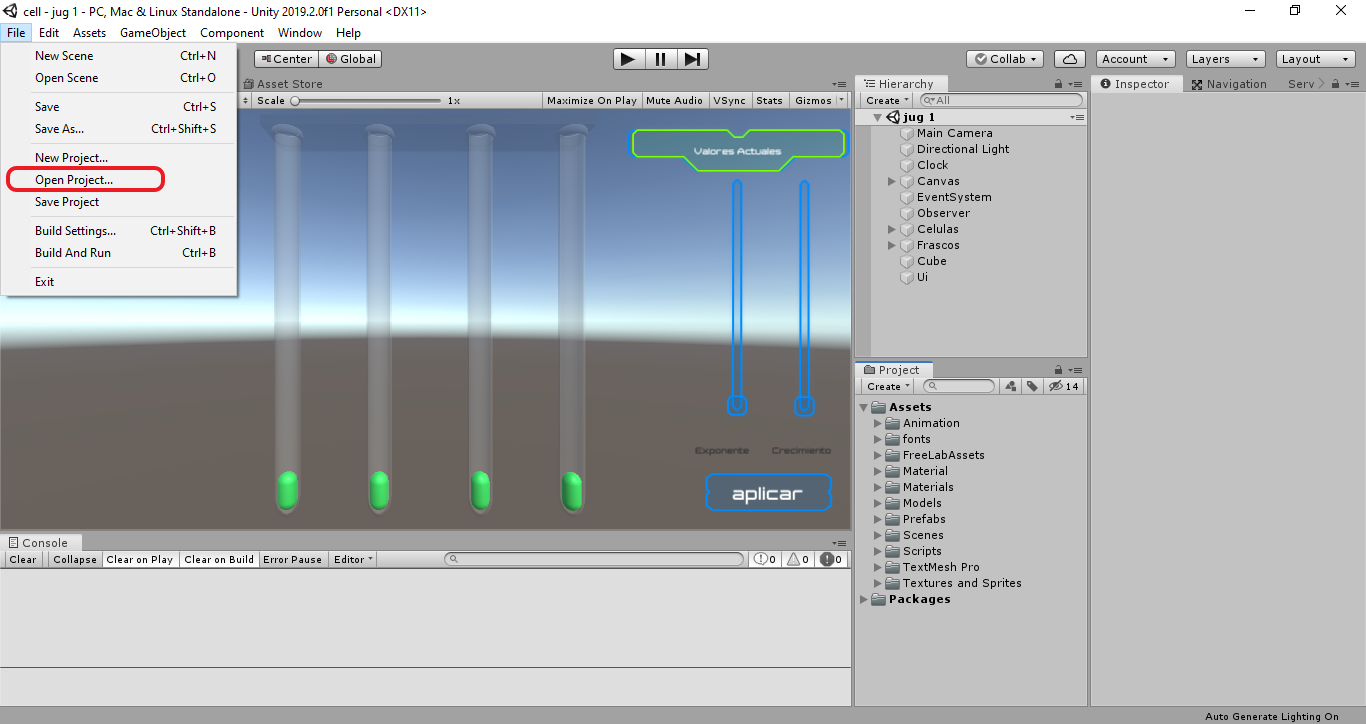 cell - jug 1 - PC, Mac & Linux Standalone - Unity 2019.2.0f1 Personal <DX11>
File Edit Assets GameObject Component Window Help
New Scene Ctrl+N
Open Scene Ctrl+O
Save Ctrl+S
Save As... Ctrl+Shift+S
New Project...
Open Project...
Save Project
Build Settings... Ctrl+Shift+B
Build And Run Ctrl+B
Exit
Center Global
Collab Account Layers Layout
Asset Store
Scale 1x Maximize On Play Mute Audio VSync Stats Gizmos
Valores Actuales
Exponente Crecimiento
aplicar
Hierarchy
Create All
jug 1
Main Camera
Directional Light
Clock
Canvas
EventSystem
Observer
Celulas
Frascos
Cube
Ui
Inspector Navigation Serv
Project
Create 14
Assets
Animation
fonts
FreeLabAssets
Material
Materials
Models
Prefabs
Scenes
Scripts
TextMesh Pro
Textures and Sprites
Packages
Console
Clear Collapse Clear on Play Clear on Build Error Pause Editor 0 0 0
Auto Generate Lighting On